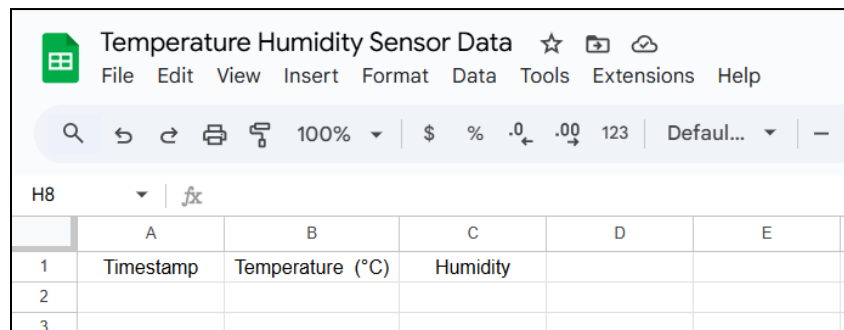 Temperature Humidity Sensor Data
File Edit View Insert Format Data Tools Extensions Help
100% $ % .0 .00 123 Defaul...
H8 fx
A B C D E
1 Timestamp Temperature (°C) Humidity
2
3